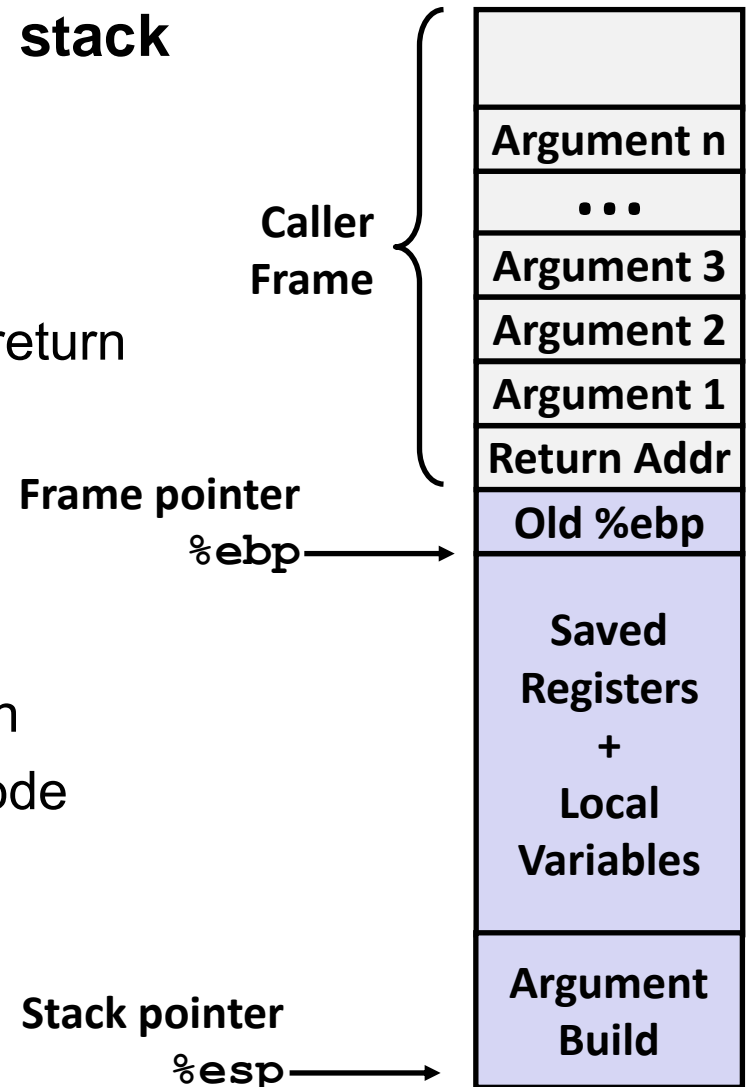 stack
Argument n
...
Caller
Frame
Argument 3
Argument 2
return
Argument 1
Return Addr
Frame pointer
%ebp
Old %ebp
Saved
Registers
+
Local
Variables
n
ode
Argument
Build
Stack pointer
%esp